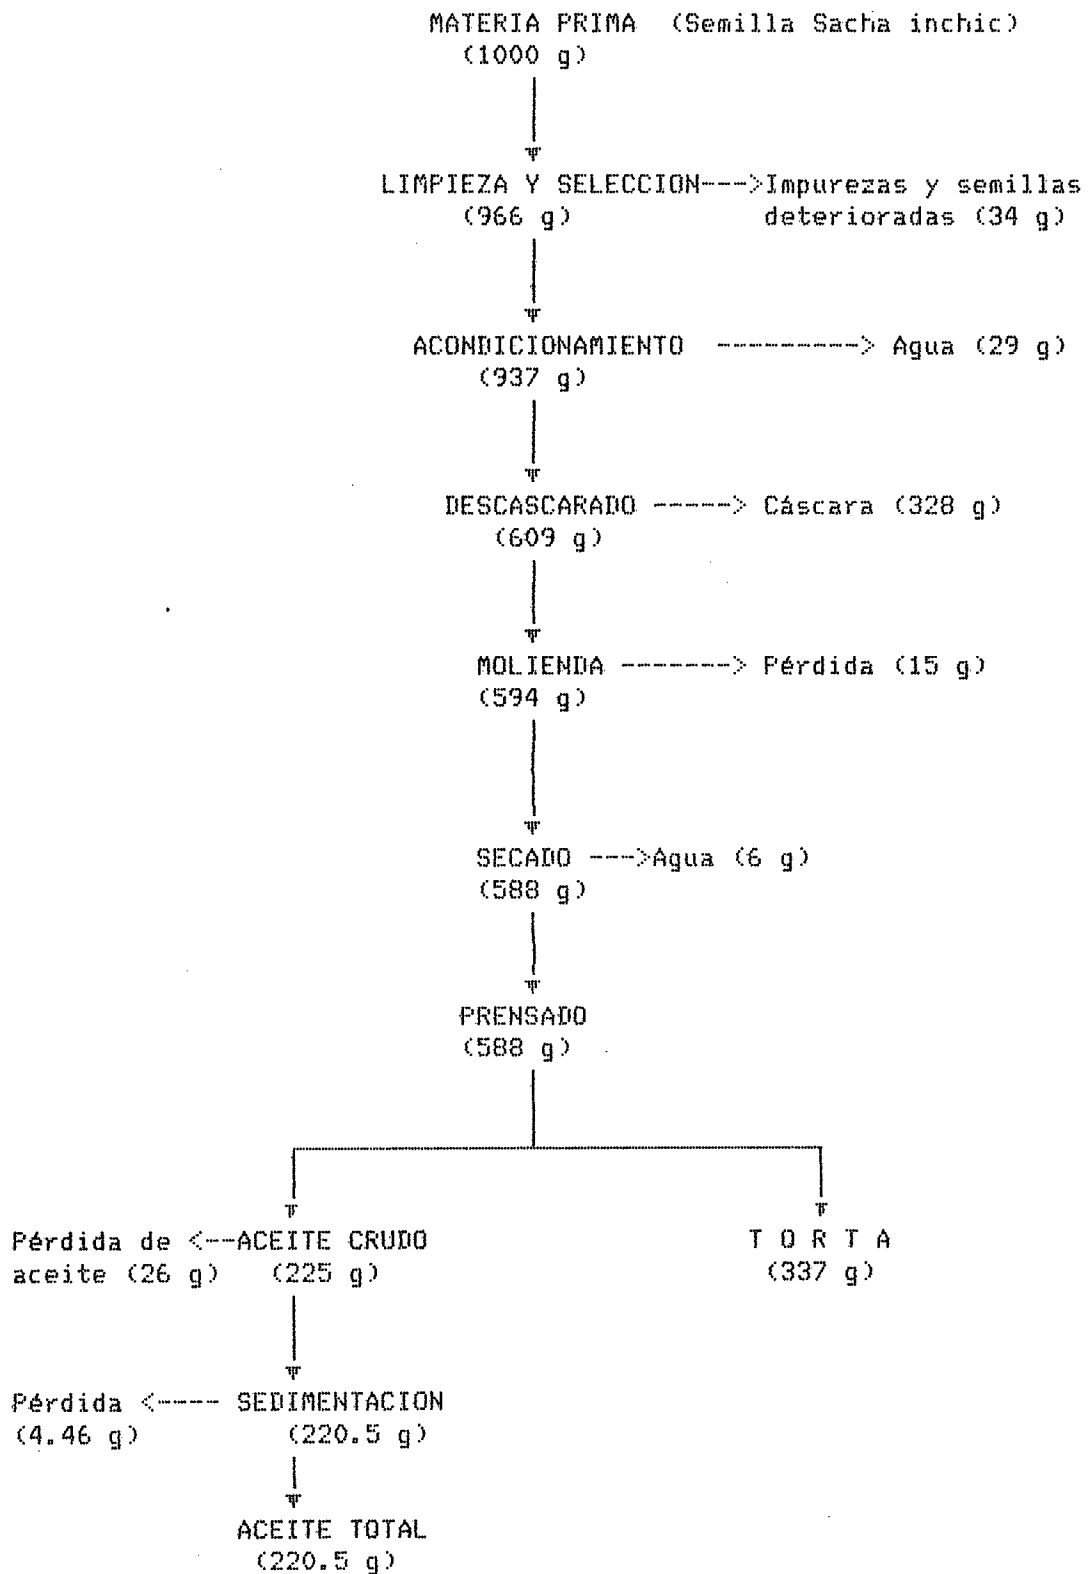 MATERIA PRIMA (Semilla Sacha inchic)
(1000 g)
LIMPIEZA Y SELECCION--->Impurezas y semillas
(966 g) deterioradas (34 g)
ACONDICIONAMIENTO ----------> Agua (29 g)
(937 g)
DESCASCARADO -----> Cáscara (328 g)
(609 g)
MOLIENDA -------> Pérdida (15 g)
(594 g)
SECADO --->Agua (6 g)
(588 g)
PRENSADO
(588 g)
Pérdida de <--ACEITE CRUDO T O R T A
aceite (26 g) (225 g) (337 g)
Pérdida <----- SEDIMENTACION
(4.46 g) (220.5 g)
ACEITE TOTAL
(220.5 g)